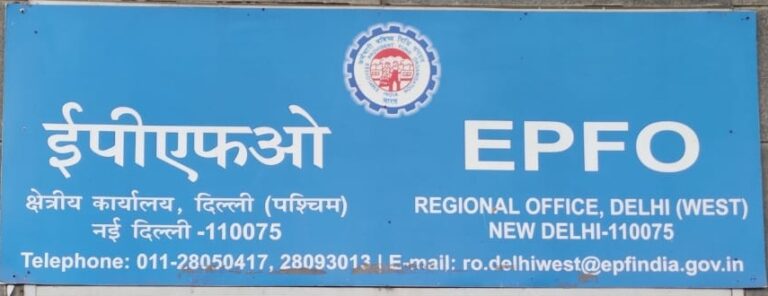 ईपीएफओ
क्षेत्रीय कार्यालय, दिल्ली (पश्चिम)
नई दिल्ली -110075
EPFO
REGIONAL OFFICE, DELHI (WEST)
NEW DELHI-110075
Telephone: 011-28050417, 28093013 | E-mail: ro.delhiwest@epfindia.gov.in